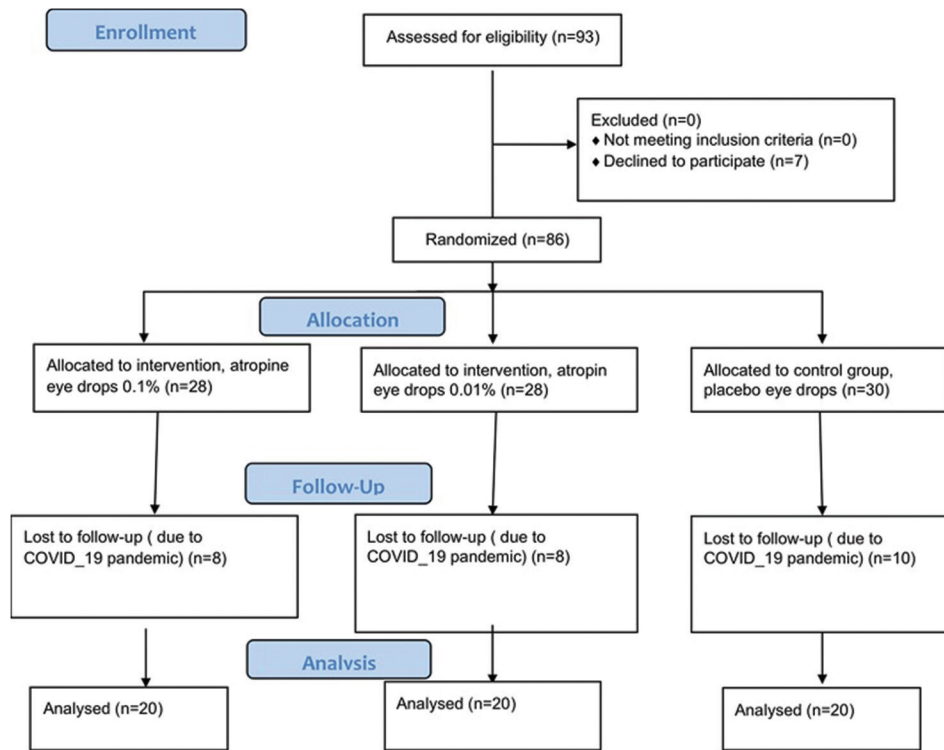 Enrollment
Assessed for eligibility (n=93)
Excluded (n=0)
♦ Not meeting inclusion criteria (n=0)
♦ Declined to participate (n=7)
Randomized (n=86)
Allocation
Allocated to intervention, atropine
eye drops 0.1% (n=28)
Allocated to intervention, atropin
eye drops 0.01% (n=28)
Allocated to control group,
placebo eye drops (n=30)
Follow-Up
Lost to follow-up ( due to
COVID_19 pandemic) (n=8)
Lost to follow-up ( due to
COVID_19 pandemic) (n=8)
Lost to follow-up ( due to
COVID_19 pandemic) (n=10)
Analysis
Analysed (n=20)
Analysed (n=20)
Analysed (n=20)